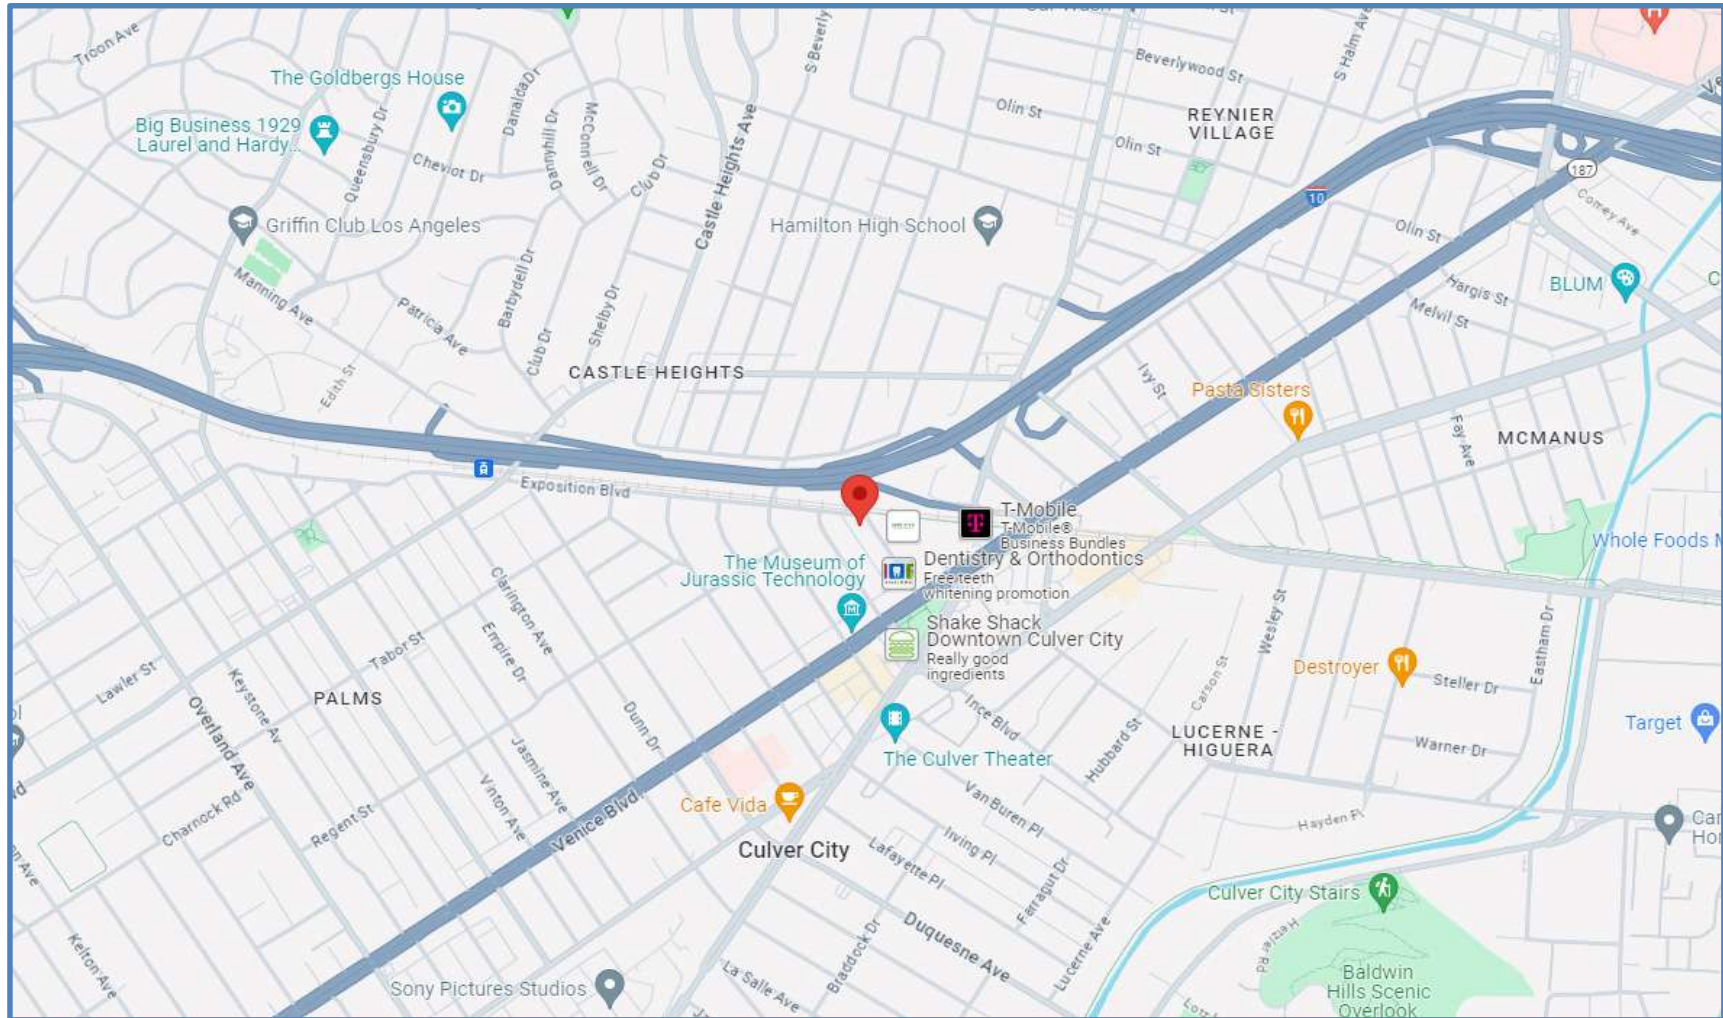 Troon Ave
The Goldbergs House
Big Business 1929
Laurel and Hardy...
Queensbury Dr
Cheviot Dr
Danalda Dr
Dannyhill Dr
McConnell Dr
Club Dr
Castle Heights Ave
S Beverly
Beverlywood St
S Halm Ave
Olin St
REYNIER
VILLAGE
Olin St
187
10
Comey Ave
Griffin Club Los Angeles
Hamilton High School
Olin St
Manning Ave
Patricia Ave
Barbydell Dr
Club Dr
Shelby Dr
Hargis St
BLUM
Melvil St
Edith St
CASTLE HEIGHTS
Ivy St
Pasta Sisters
Fay Ave
MCMANUS
Exposition Blvd
T-Mobile
T-Mobile®
Business Bundles
Whole Foods M
The Museum of
Jurassic Technology
Dentistry & Orthodontics
Free teeth
whitening promotion
Clarington Ave
Empire Dr
Tabor St
Shake Shack
Downtown Culver City
Really good
ingredients
Wesley St
Eastham Dr
Carson St
Destroyer
Steller Dr
Lawler St
Keystone Av
PALMS
Overland Ave
Dunn Dr
Ince Blvd
Hubbard St
LUCERNE -
HIGUERA
Target
Warner Dr
The Culver Theater
Jasmine Ave
Vinton Ave
Charnock Rd
Regent St
Venice Blvd
Cafe Vida
Van Buren Pl
Irving Pl
Hayden Pl
Culver City
Lafayette Pl
Farragut Dr
Culver City Stairs
Duquesne Ave
Lucerne Ave
Hetzler Rd
Kelton Ave
Sony Pictures Studios
La Salle Ave
Braddock Dr
Baldwin
Hills Scenic
Overlook